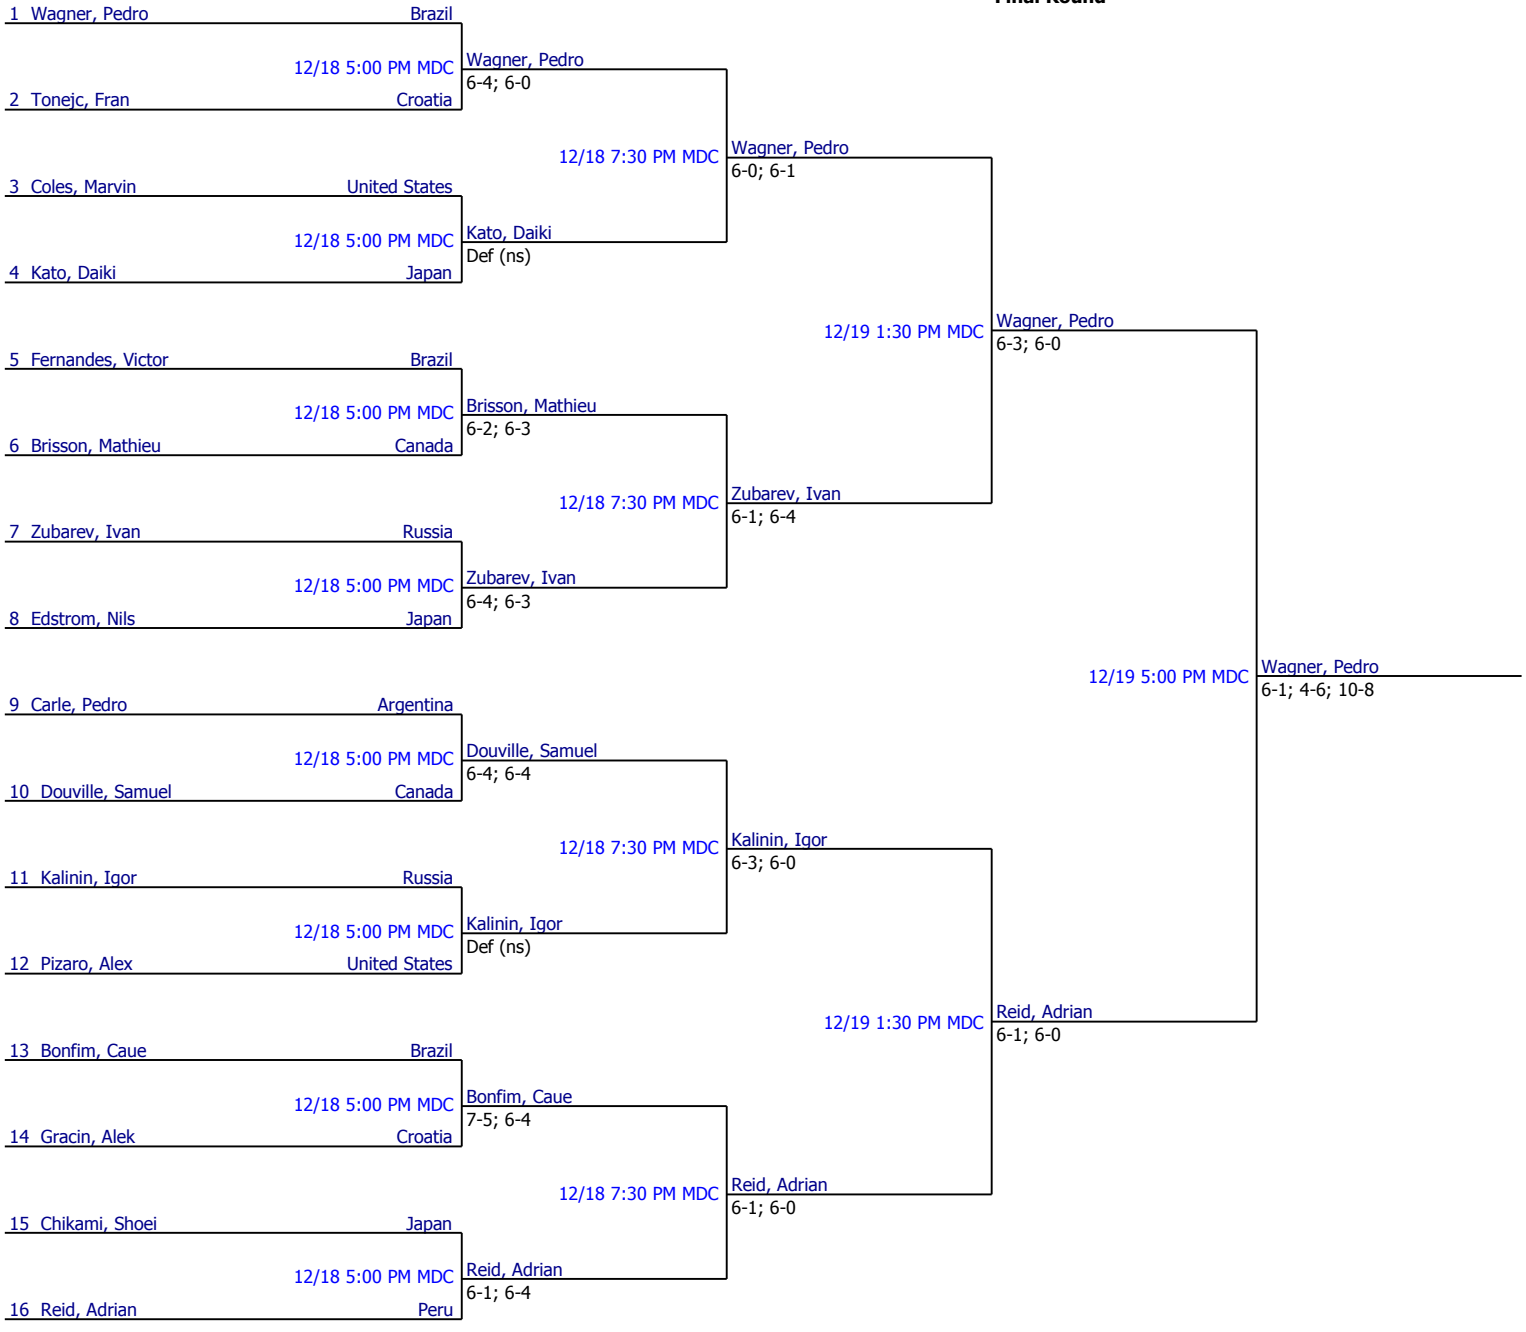 Final Round
1 Wagner, Pedro Brazil
12/18 5:00 PM MDC Wagner, Pedro
6-4; 6-0
2 Tonejc, Fran Croatia
12/18 7:30 PM MDC Wagner, Pedro
6-0; 6-1
3 Coles, Marvin United States
12/18 5:00 PM MDC Kato, Daiki
Def (ns)
4 Kato, Daiki Japan
12/19 1:30 PM MDC Wagner, Pedro
6-3; 6-0
5 Fernandes, Victor Brazil
12/18 5:00 PM MDC Brisson, Mathieu
6-2; 6-3
6 Brisson, Mathieu Canada
12/18 7:30 PM MDC Zubarev, Ivan
6-1; 6-4
7 Zubarev, Ivan Russia
12/18 5:00 PM MDC Zubarev, Ivan
6-4; 6-3
8 Edstrom, Nils Japan
12/19 5:00 PM MDC Wagner, Pedro
6-1; 4-6; 10-8
9 Carle, Pedro Argentina
12/18 5:00 PM MDC Douville, Samuel
6-4; 6-4
10 Douville, Samuel Canada
12/18 7:30 PM MDC Kalinin, Igor
6-3; 6-0
11 Kalinin, Igor Russia
12/18 5:00 PM MDC Kalinin, Igor
Def (ns)
12 Pizaro, Alex United States
12/19 1:30 PM MDC Reid, Adrian
6-1; 6-0
13 Bonfim, Caue Brazil
12/18 5:00 PM MDC Bonfim, Caue
7-5; 6-4
14 Gracin, Alek Croatia
12/18 7:30 PM MDC Reid, Adrian
6-1; 6-0
15 Chikami, Shoei Japan
12/18 5:00 PM MDC Reid, Adrian
6-1; 6-4
16 Reid, Adrian Peru